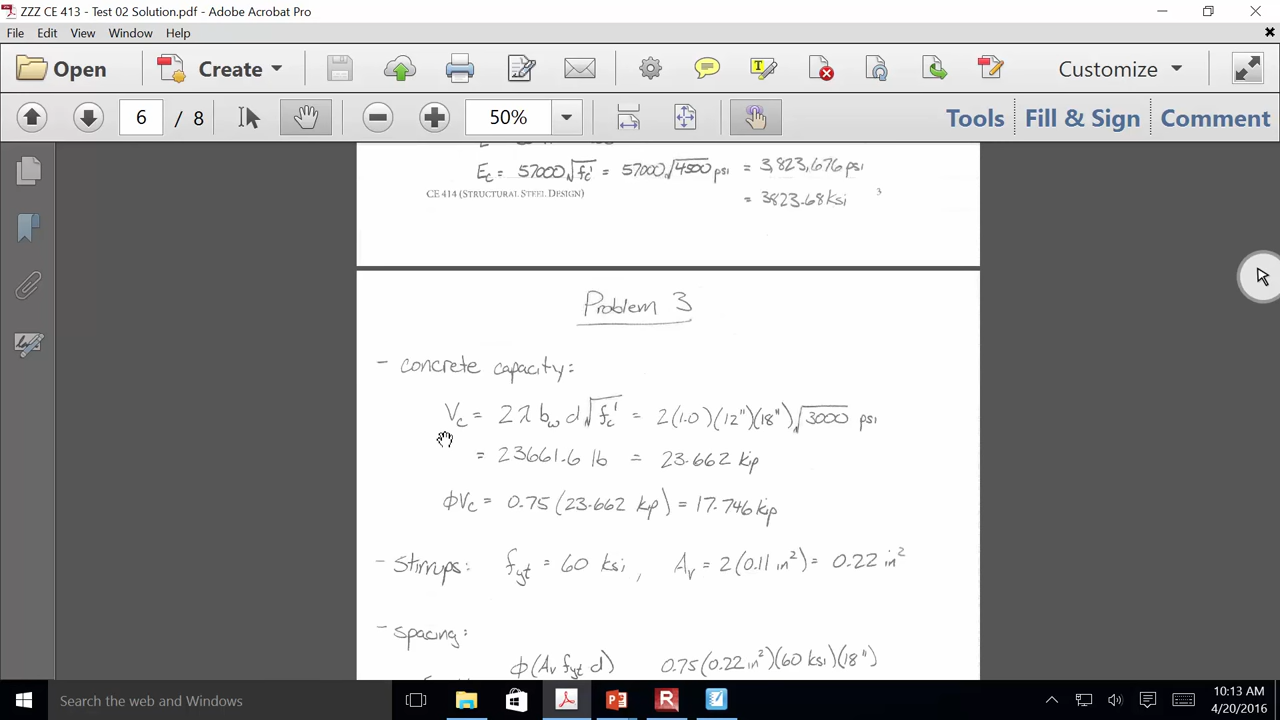 ZZZ CE 413 - Test 02 Solution.pdf - Adobe Acrobat Pro
File Edit View Window Help
Open Create Customize
6 / 8 50% Tools Fill & Sign Comment
Ec = 57000√fc' = 57000√4500 psi = 3,823,676 psi
CE 414 (STRUCTURAL STEEL DESIGN)
= 3823.68 ksi
3
Problem 3
- concrete capacity:
Vc = 2λ bw d√fc' = 2(1.0)(12")(18")√3000 psi
= 23661.6 lb = 23.662 kip
ϕVc = 0.75 (23.662 kip) = 17.746 kip
- stirrups: fyt = 60 ksi, Av = 2(0.11 in²) = 0.22 in²
- spacing:
ϕ(Av fyt d) 0.75(0.22 in²)(60 ksi)(18")
Search the web and Windows
10:13 AM
4/20/2016